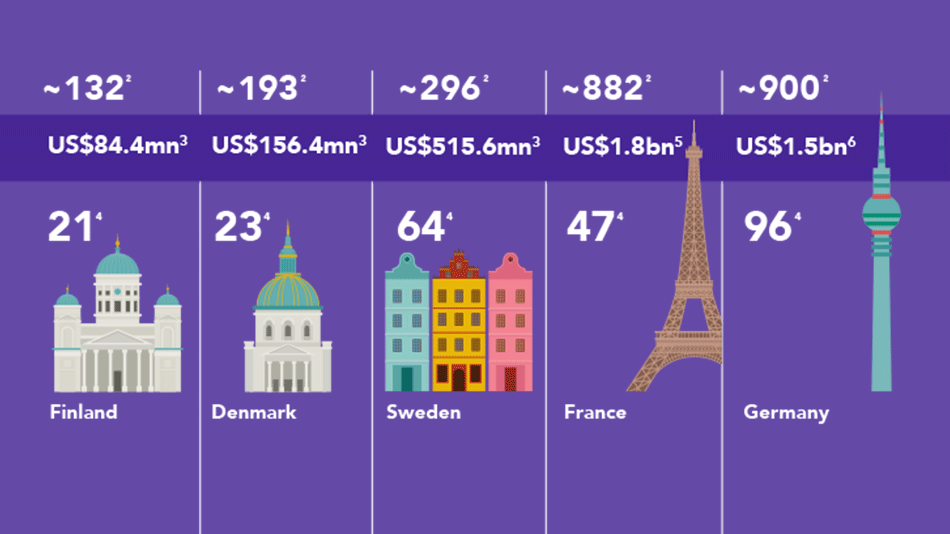 ~132² ~193² ~296² ~882² ~900²
US$84.4mn³ US$156.4mn³ US$515.6mn³ US$1.8bn⁵ US$1.5bn⁶
21⁴ 23⁴ 64⁴ 47⁴ 96⁴
Finland Denmark Sweden France Germany